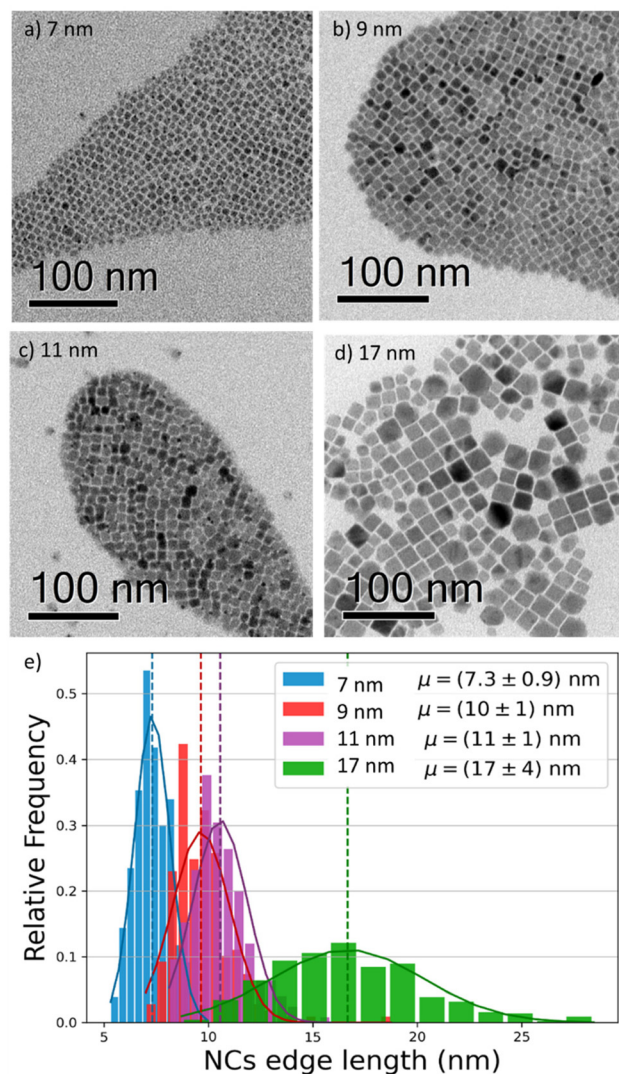 a) 7 nm
100 nm
b) 9 nm
100 nm
c) 11 nm
100 nm
d) 17 nm
100 nm
e)
Relative Frequency
0.5
0.4
0.3
0.2
0.1
0.0
7 nm μ = (7.3 ± 0.9) nm
9 nm μ = (10 ± 1) nm
11 nm μ = (11 ± 1) nm
17 nm μ = (17 ± 4) nm
5 10 15 20 25
NCs edge length (nm)